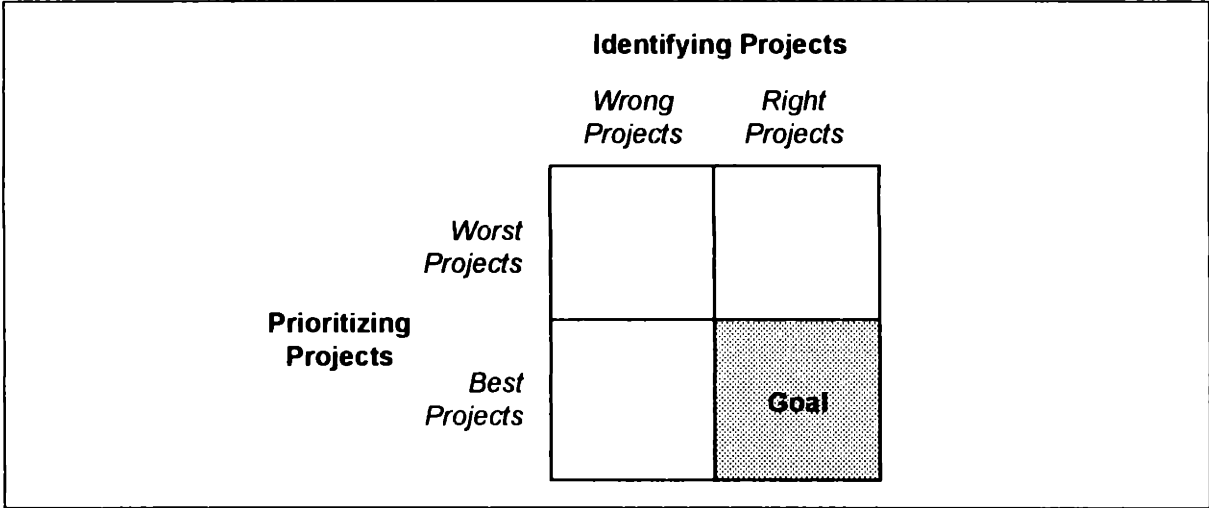 Identifying Projects
Wrong Right
Projects Projects
Worst
Projects
Prioritizing
Projects
Best
Projects
Goal